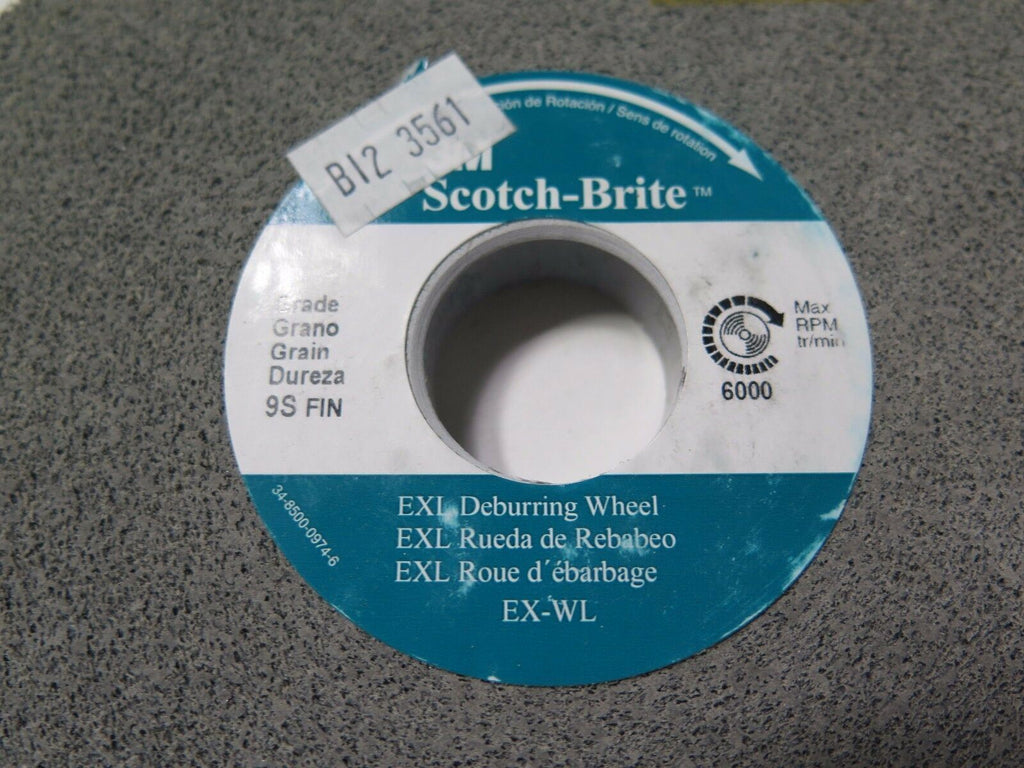 BI2 3561
ión de Rotación / Sens de rotation
Scotch-Brite™
Grade
Grano
Grain
Dureza
9S FIN
Max
RPM
tr/min
6000
34-8500-0974-6
EXL Deburring Wheel
EXL Rueda de Rebabeo
EXL Roue d'ébarbage
EX-WL